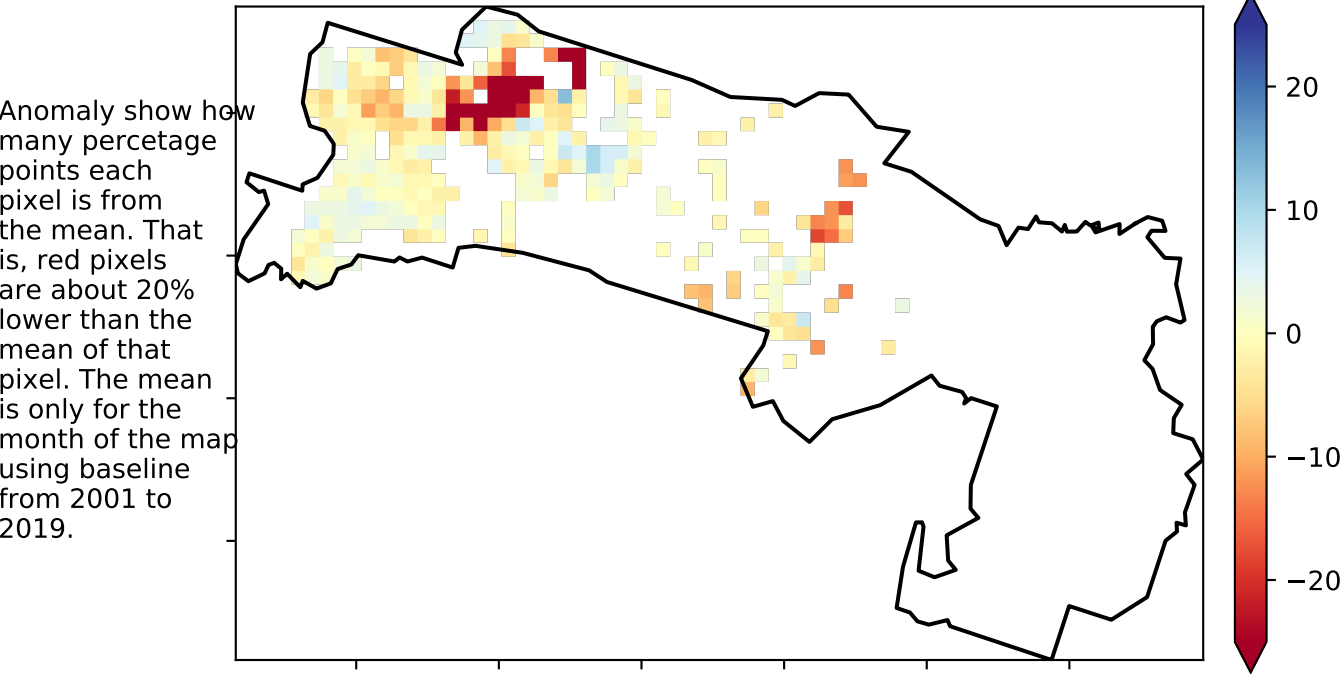 Anomaly show how
many percetage
points each
pixel is from
the mean. That
is, red pixels
are about 20%
lower than the
mean of that
pixel. The mean
is only for the
month of the map
using baseline
from 2001 to
2019.
20
10
0
−10
−20